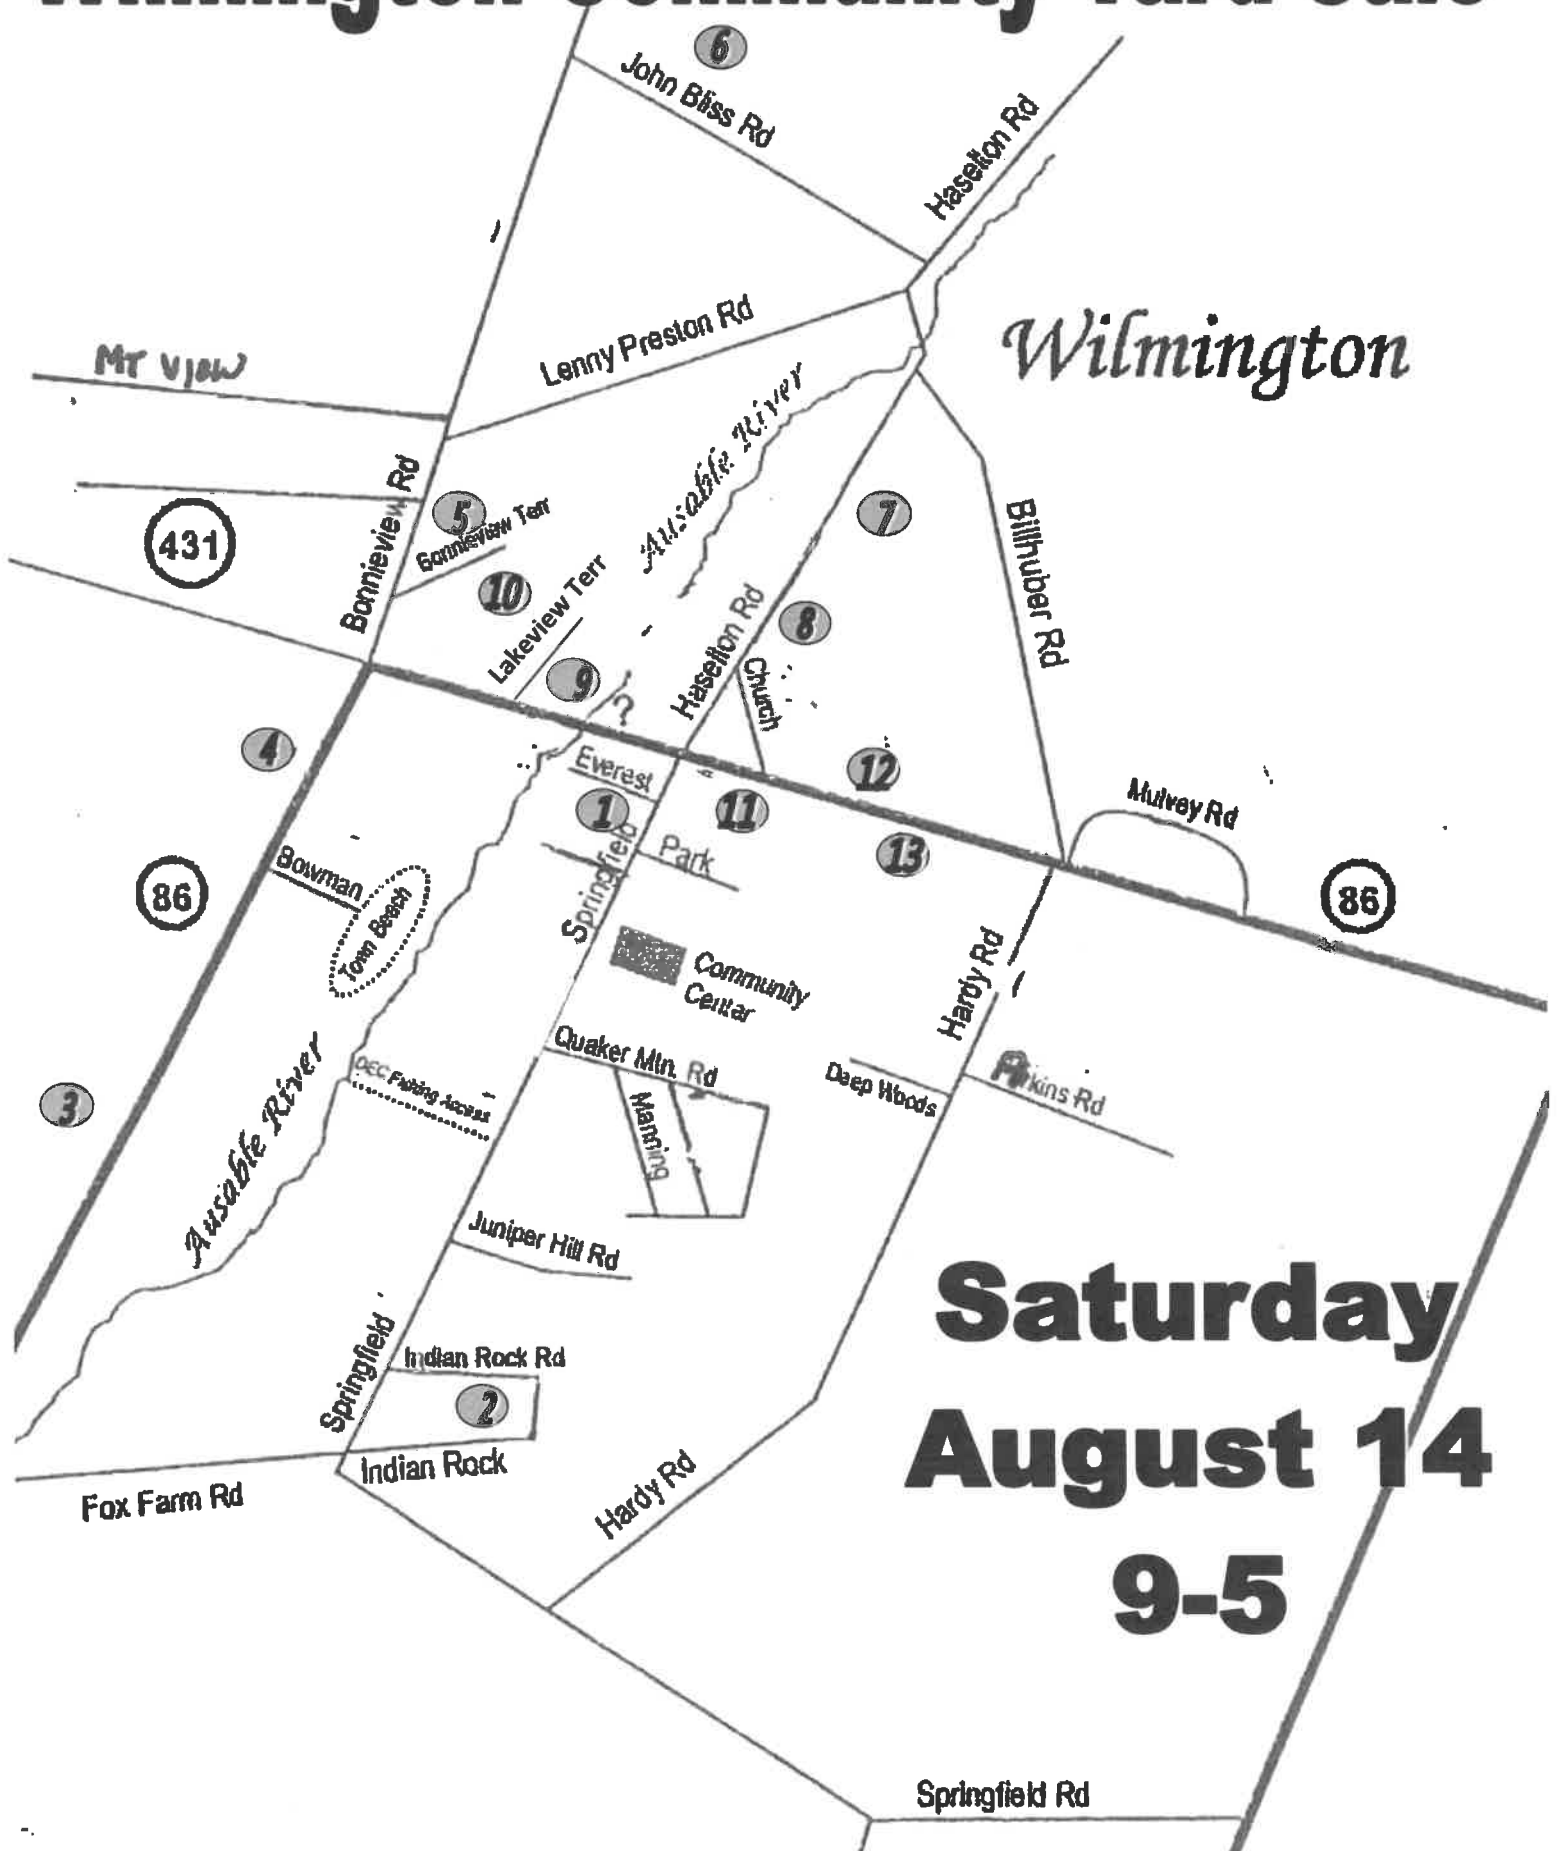 Wilmington Community Yard Sale
6
John Bliss Rd
Haselton Rd
Wilmington
Lenny Preston Rd
MT VIEW
Ausable River
Bonnieview Rd
5
Bonnieview Terr
7
431
10
Lakeview Terr
Billhuber Rd
8
Haselton Rd
9
Church
?
4
Everest
12
1
11
Mulvey Rd
Park
13
Springfield
86
Bowman
Town Beach
86
Community
Center
Hardy Rd
Quaker Mtn. Rd
DEC Fishing Access
Deep Woods
3
Manning
Ausable River
Juniper Hill Rd
Saturday
Springfield
Indian Rock Rd
2
August 14
Indian Rock
Fox Farm Rd
Hardy Rd
9-5
Springfield Rd